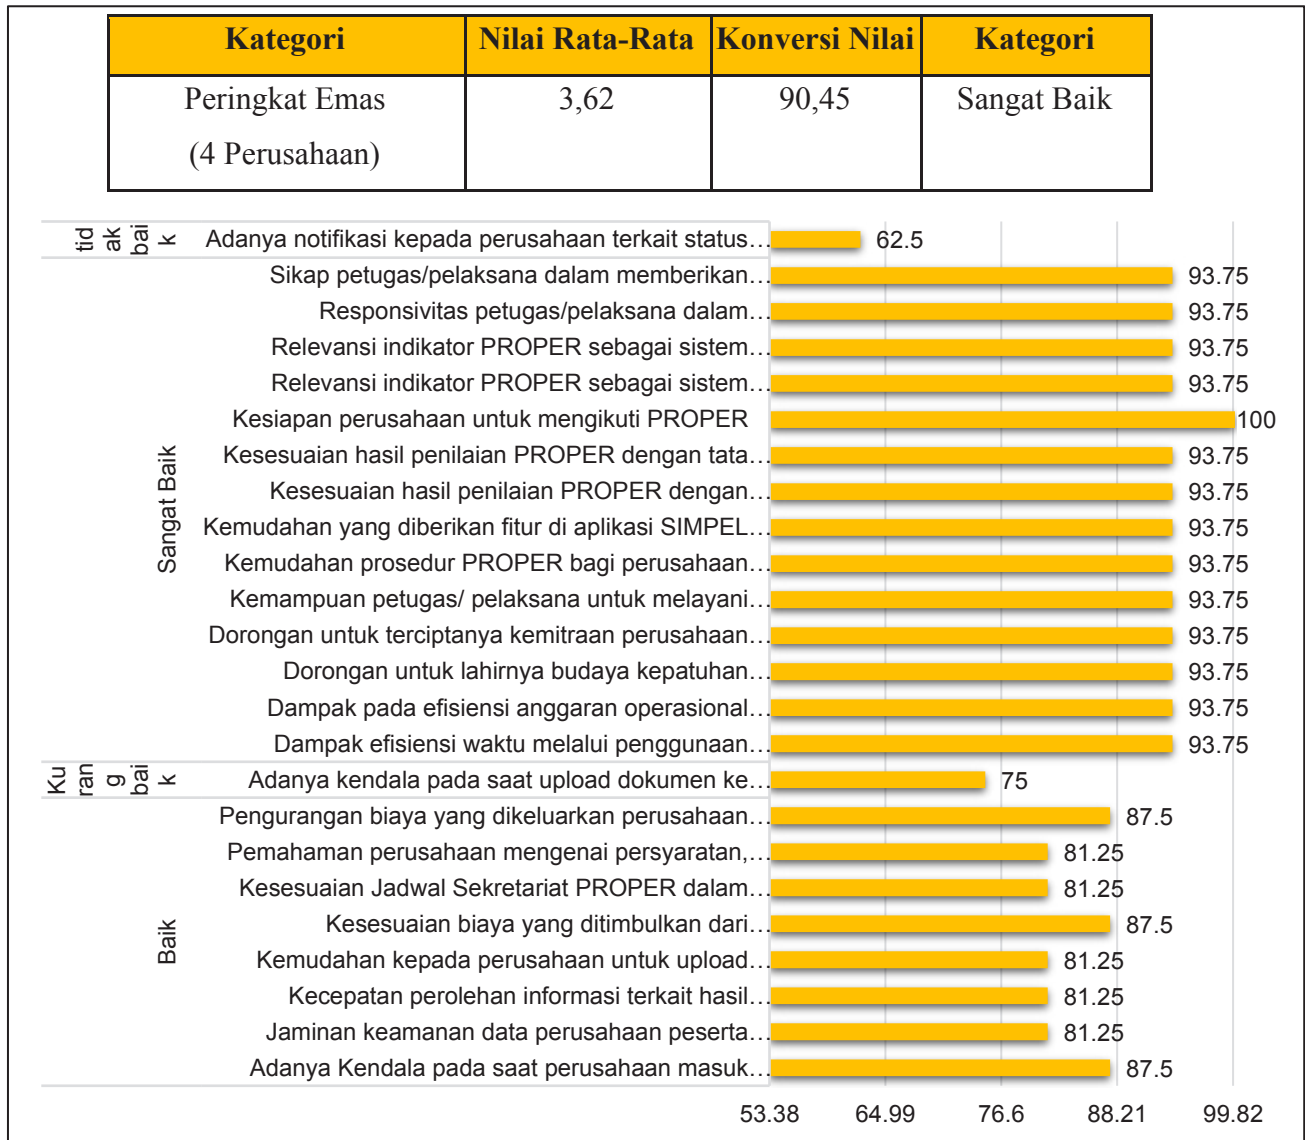 Kategori Nilai Rata-Rata Konversi Nilai Kategori
Peringkat Emas 3,62 90,45 Sangat Baik
(4 Perusahaan)
tid
ak
bai
k
Adanya notifikasi kepada perusahaan terkait status… 62.5
Sangat Baik
Sikap petugas/pelaksana dalam memberikan… 93.75
Responsivitas petugas/pelaksana dalam… 93.75
Relevansi indikator PROPER sebagai sistem… 93.75
Relevansi indikator PROPER sebagai sistem… 93.75
Kesiapan perusahaan untuk mengikuti PROPER 100
Kesesuaian hasil penilaian PROPER dengan tata… 93.75
Kesesuaian hasil penilaian PROPER dengan… 93.75
Kemudahan yang diberikan fitur di aplikasi SIMPEL… 93.75
Kemudahan prosedur PROPER bagi perusahaan… 93.75
Kemampuan petugas/ pelaksana untuk melayani… 93.75
Dorongan untuk terciptanya kemitraan perusahaan… 93.75
Dorongan untuk lahirnya budaya kepatuhan… 93.75
Dampak pada efisiensi anggaran operasional… 93.75
Dampak efisiensi waktu melalui penggunaan… 93.75
Ku
ran
g
bai
k
Adanya kendala pada saat upload dokumen ke… 75
Baik
Pengurangan biaya yang dikeluarkan perusahaan… 87.5
Pemahaman perusahaan mengenai persyaratan,… 81.25
Kesesuaian Jadwal Sekretariat PROPER dalam… 81.25
Kesesuaian biaya yang ditimbulkan dari… 87.5
Kemudahan kepada perusahaan untuk upload… 81.25
Kecepatan perolehan informasi terkait hasil… 81.25
Jaminan keamanan data perusahaan peserta… 81.25
Adanya Kendala pada saat perusahaan masuk… 87.5
53.38 64.99 76.6 88.21 99.82